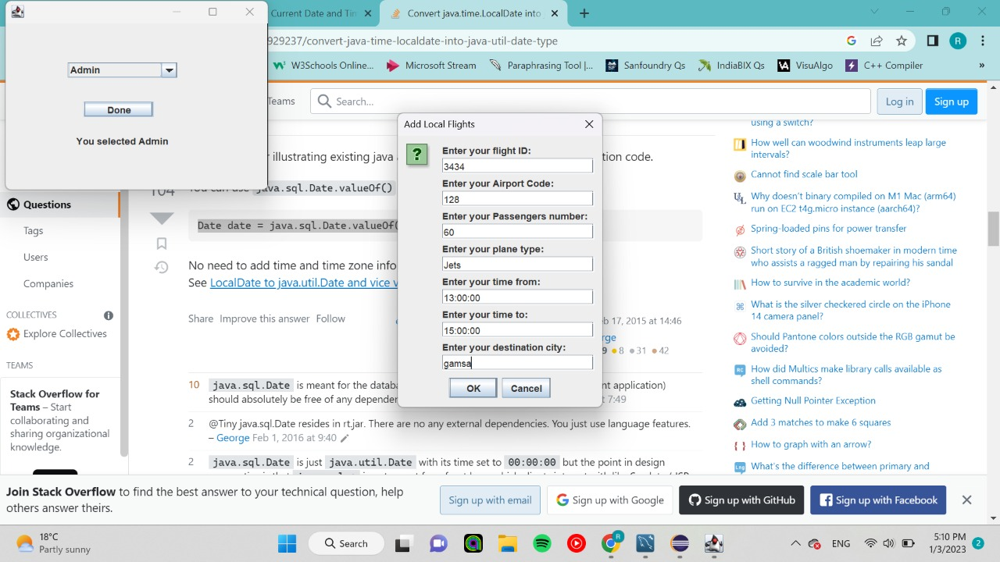 Current Date and Tin
Convert java.time.LocalDate into
929237/convert-java-time-localdate-into-java-util-date-type
R
W3Schools Online...
Microsoft Stream
Paraphrasing Tool |...
Sanfoundry Qs
IndiaBIX Qs
VisuAlgo
C++ Compiler
»
Admin
Done
You selected Admin
Teams
Search...
Log in
Sign up
Add Local Flights
Enter your flight ID:
3434
Enter your Airport Code:
128
Enter your Passengers number:
60
Enter your plane type:
Jets
Enter your time from:
13:00:00
Enter your time to:
15:00:00
Enter your destination city:
gamsa
OK
Cancel
r illustrating existing java
tion code.
104
You can use java.sql.Date.valueOf()
Date date = java.sql.Date.valueOf(
No need to add time and time zone info
See LocalDate to java.util.Date and vice v
Share Improve this answer Follow
eb 17, 2015 at 14:46
rge
9 8 31 42
10 java.sql.Date is meant for the databa
nt application)
should absolutely be free of any depender
7:49
2 @Tiny java.sql.Date resides in rt.jar. There are no any external dependencies. You just use language features.
– George Feb 1, 2016 at 9:40
2 java.sql.Date is just java.util.Date with its time set to 00:00:00 but the point in design
Questions
Tags
Users
Companies
COLLECTIVES
Explore Collectives
TEAMS
Stack Overflow for
Teams – Start
collaborating and
sharing organizational
knowledge.
using a switch?
How well can woodwind instruments leap large
intervals?
Cannot find scale bar tool
Why doesn't binary compiled on M1 Mac (arm64)
run on EC2 t4g.micro instance (aarch64)?
Spring-loaded pins for power transfer
Short story of a British shoemaker in modern time
who assists a ragged man by repairing his sandal
How to survive in the academic world?
What is the silver checkered circle on the iPhone
14 camera panel?
Should Pantone colors outside the RGB gamut be
avoided?
How did Multics make library calls available as
shell commands?
Getting Null Pointer Exception
Add 3 matches to make 6 squares
How to graph with an arrow?
What's the difference between primary and
Join Stack Overflow to find the best answer to your technical question, help
others answer theirs.
Sign up with email
Sign up with Google
Sign up with GitHub
Sign up with Facebook
18°C
Partly sunny
Search
R
ENG
5:10 PM
1/3/2023
2